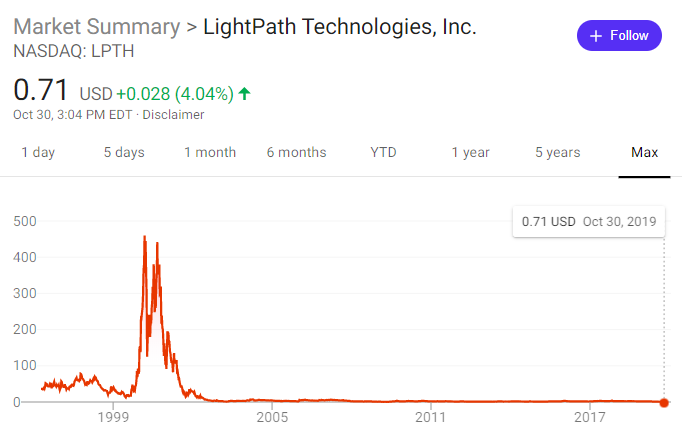 Market Summary > LightPath Technologies, Inc.
+ Follow
NASDAQ: LPTH
0.71 USD +0.028 (4.04%) ↑
Oct 30, 3:04 PM EDT · Disclaimer
1 day 5 days 1 month 6 months YTD 1 year 5 years Max
0.71 USD Oct 30, 2019
500
400
300
200
100
0
1999 2005 2011 2017